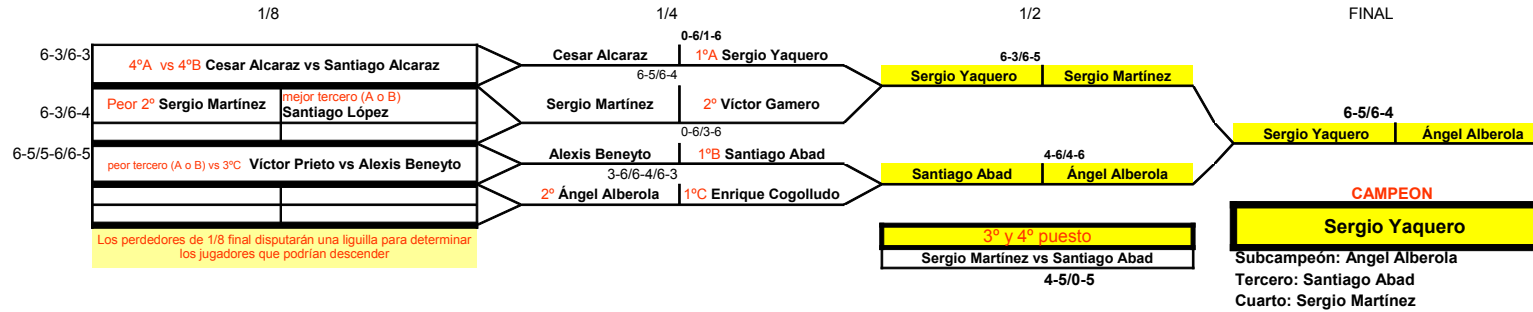 1/8
1/4
1/2
FINAL
6-3/6-3
4ºA vs 4ºB Cesar Alcaraz vs Santiago Alcaraz
6-3/6-4
Peor 2º Sergio Martínez
mejor tercero (A o B)
Santiago López
6-5/5-6/6-5
peor tercero (A o B) vs 3ºC Víctor Prieto vs Alexis Beneyto
Los perdedores de 1/8 final disputarán una liguilla para determinar
los jugadores que podrían descender
0-6/1-6
Cesar Alcaraz
1ºA Sergio Yaquero
6-5/6-4
Sergio Martínez
2º Víctor Gamero
0-6/3-6
Alexis Beneyto
1ºB Santiago Abad
3-6/6-4/6-3
2º Ángel Alberola
1ºC Enrique Cogolludo
6-3/6-5
Sergio Yaquero
Sergio Martínez
4-6/4-6
Santiago Abad
Ángel Alberola
3º y 4º puesto
Sergio Martínez vs Santiago Abad
4-5/0-5
6-5/6-4
Sergio Yaquero
Ángel Alberola
CAMPEON
Sergio Yaquero
Subcampeón: Angel Alberola
Tercero: Santiago Abad
Cuarto: Sergio Martínez